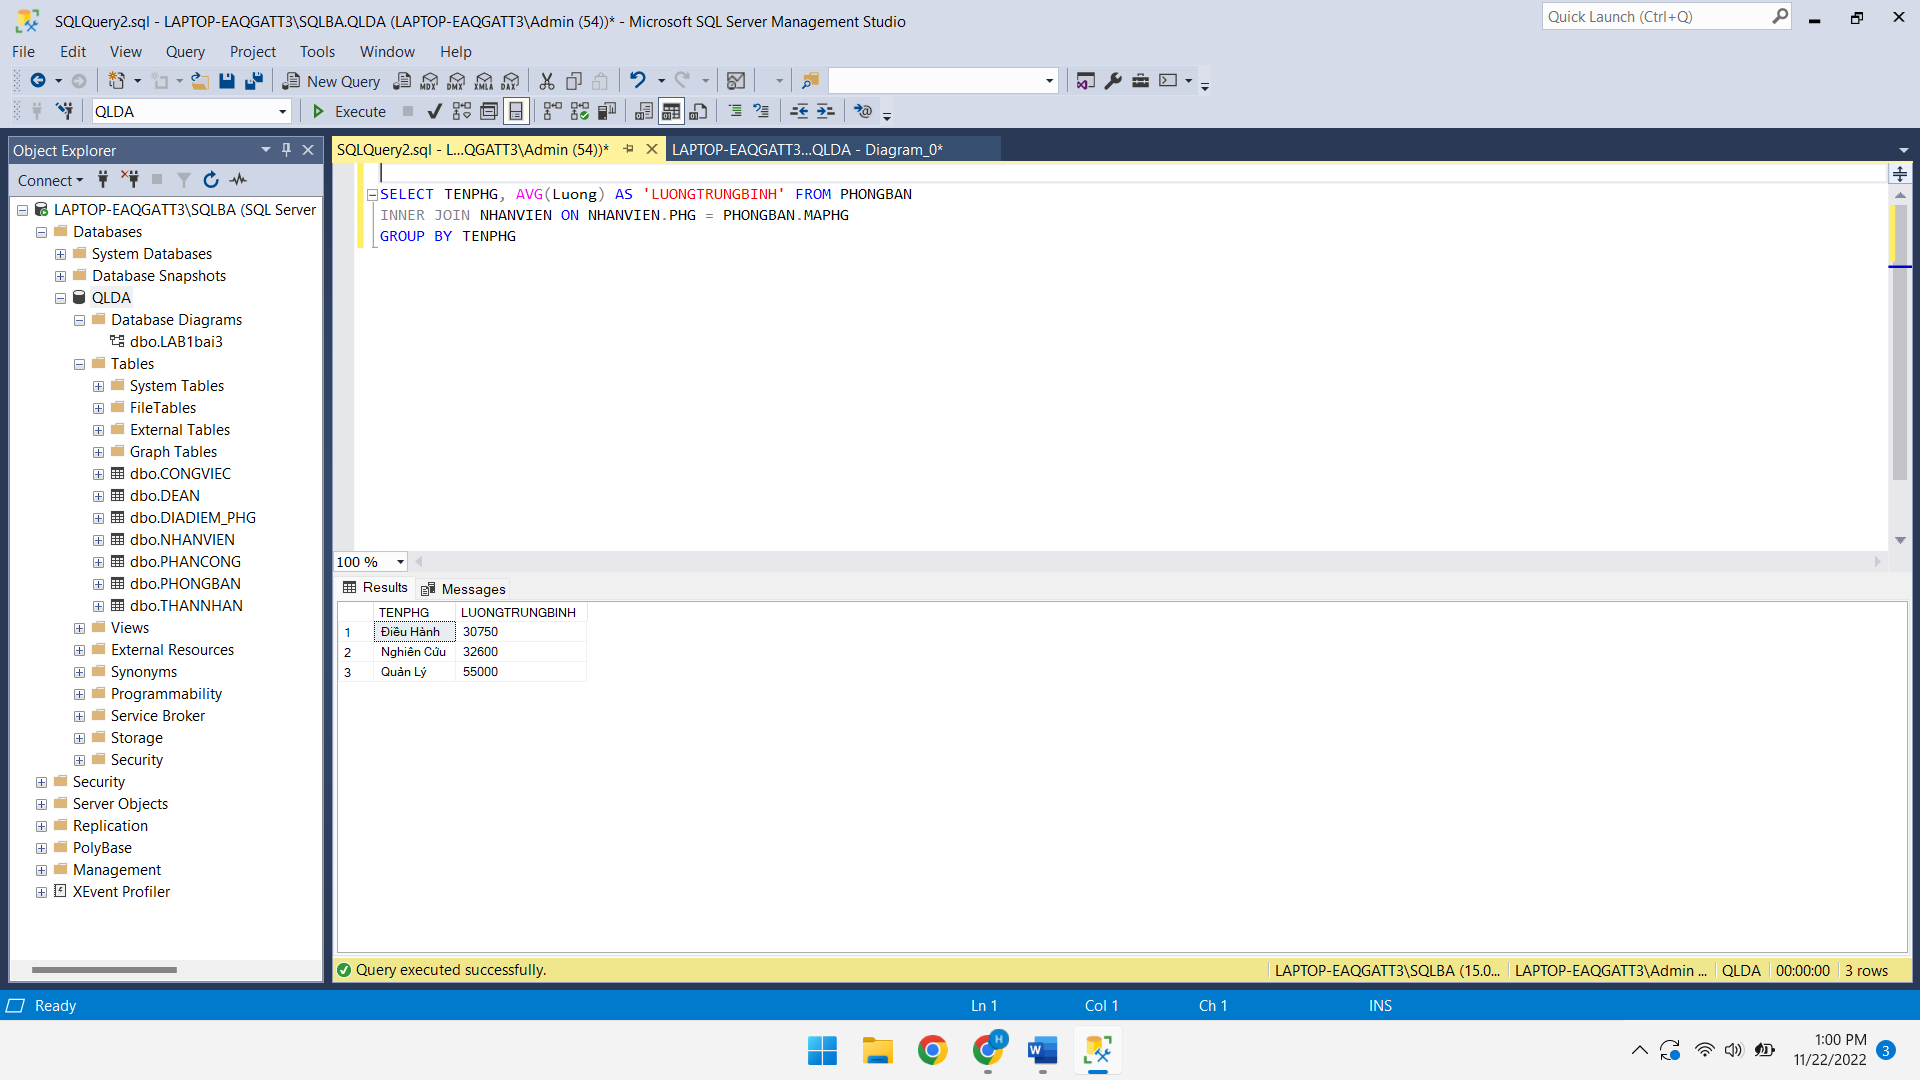 SQLQuery2.sql - LAPTOP-EAQGATT3\SQLBA.QLDA (LAPTOP-EAQGATT3\Admin (54))* - Microsoft SQL Server Management Studio
Quick Launch (Ctrl+Q)
File Edit View Query Project Tools Window Help
New Query MDX DMX XMLA DAX
QLDA Execute
Object Explorer
SQLQuery2.sql - L...QGATT3\Admin (54))*
LAPTOP-EAQGATT3...QLDA - Diagram_0*
Connect
LAPTOP-EAQGATT3\SQLBA (SQL Server
Databases
System Databases
Database Snapshots
QLDA
Database Diagrams
dbo.LAB1bai3
Tables
System Tables
FileTables
External Tables
Graph Tables
dbo.CONGVIEC
dbo.DEAN
dbo.DIADIEM_PHG
dbo.NHANVIEN
dbo.PHANCONG
dbo.PHONGBAN
dbo.THANNHAN
Views
External Resources
Synonyms
Programmability
Service Broker
Storage
Security
Security
Server Objects
Replication
PolyBase
Management
XEvent Profiler
SELECT TENPHG, AVG(Luong) AS 'LUONGTRUNGBINH' FROM PHONGBAN
INNER JOIN NHANVIEN ON NHANVIEN.PHG = PHONGBAN.MAPHG
GROUP BY TENPHG
100 %
Results Messages
TENPHG LUONGTRUNGBINH
1 Điều Hành 30750
2 Nghiên Cứu 32600
3 Quản Lý 55000
Query executed successfully.
LAPTOP-EAQGATT3\SQLBA (15.0... LAPTOP-EAQGATT3\Admin ... QLDA 00:00:00 3 rows
Ready Ln 1 Col 1 Ch 1 INS
H
W
1:00 PM
11/22/2022
3